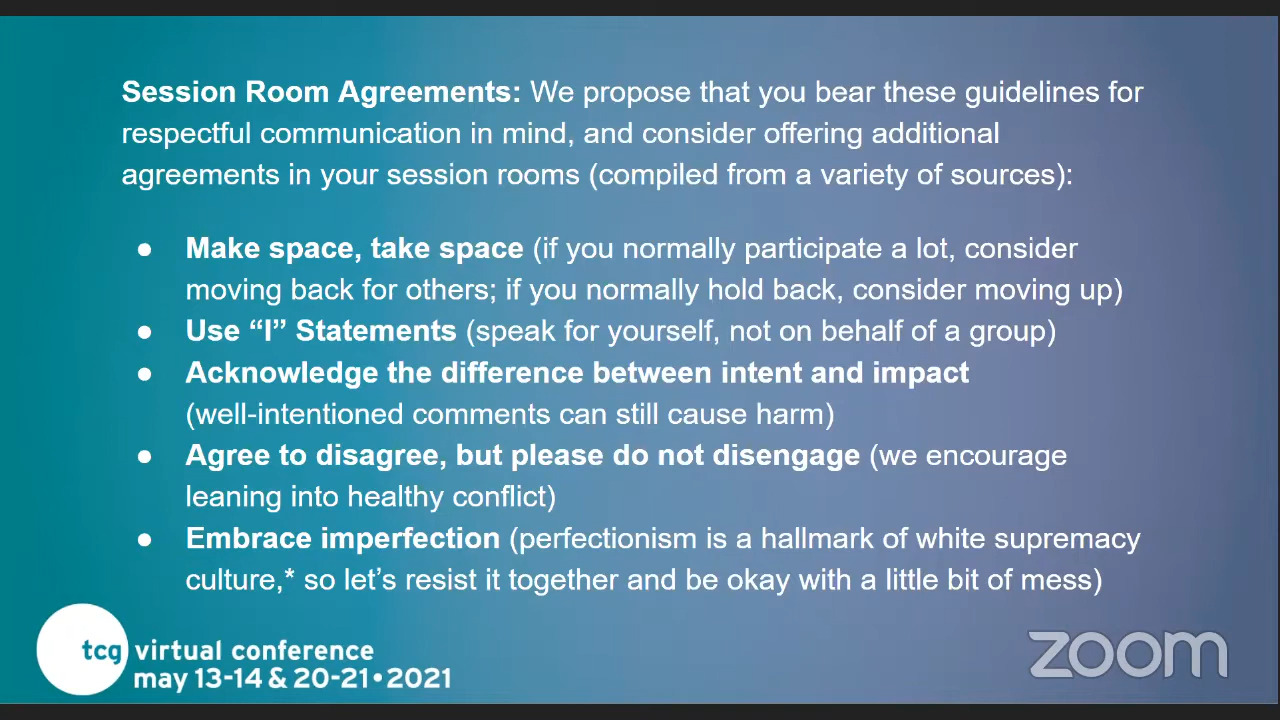 Session Room Agreements: We propose that you bear these guidelines for
respectful communication in mind, and consider offering additional
agreements in your session rooms (compiled from a variety of sources):
● Make space, take space (if you normally participate a lot, consider
moving back for others; if you normally hold back, consider moving up)
● Use “I” Statements (speak for yourself, not on behalf of a group)
● Acknowledge the difference between intent and impact
(well-intentioned comments can still cause harm)
● Agree to disagree, but please do not disengage (we encourage
leaning into healthy conflict)
● Embrace imperfection (perfectionism is a hallmark of white supremacy
culture,* so let’s resist it together and be okay with a little bit of mess)
tcg virtual conference
may 13-14 & 20-21•2021
zoom